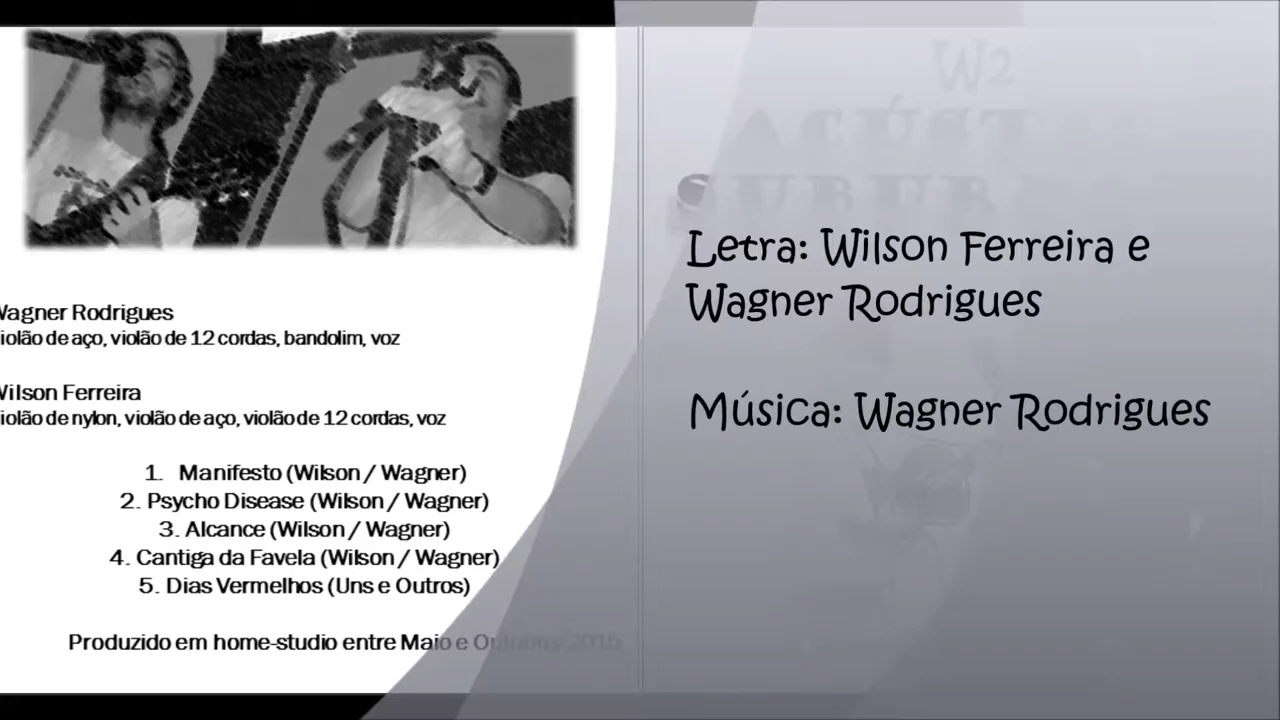 Wagner Rodrigues
violão de aço, violão de 12 cordas, bandolim, voz
Wilson Ferreira
violão de nylon, violão de aço, violão de 12 cordas, voz
1. Manifesto (Wilson / Wagner)
2. Psycho Disease (Wilson / Wagner)
3. Alcance (Wilson / Wagner)
4. Cantiga da Favela (Wilson / Wagner)
5. Dias Vermelhos (Uns e Outros)
Produzido em home-studio entre Maio e Outubro
W2
Letra: Wilson Ferreira e
Wagner Rodrigues
Música: Wagner Rodrigues